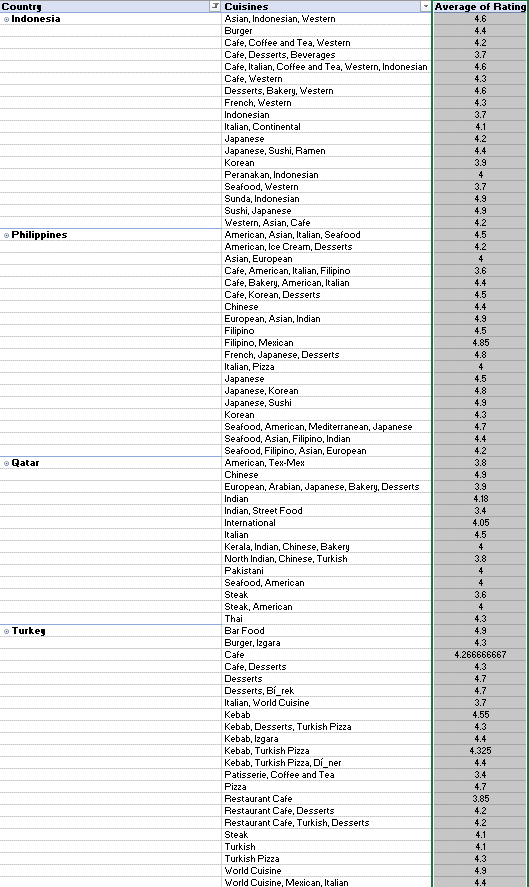 Country Cuisines Average of Rating
Indonesia Asian, Indonesian, Western 4.6
Burger 4.4
Cafe, Coffee and Tea, Western 4.2
Cafe, Desserts, Beverages 3.7
Cafe, Italian, Coffee and Tea, Western, Indonesian 4.6
Cafe, Western 4.3
Desserts, Bakery, Western 4.6
French, Western 4.3
Indonesian 3.7
Italian, Continental 4.1
Japanese 4.2
Japanese, Sushi, Ramen 4.4
Korean 3.9
Peranakan, Indonesian 4
Seafood, Western 3.7
Sunda, Indonesian 4.9
Sushi, Japanese 4.9
Western, Asian, Cafe 4.2
Philippines American, Asian, Italian, Seafood 4.5
American, Ice Cream, Desserts 4.2
Asian, European 4
Cafe, American, Italian, Filipino 3.6
Cafe, Bakery, American, Italian 4.4
Cafe, Korean, Desserts 4.5
Chinese 4.4
European, Asian, Indian 4.9
Filipino 4.5
Filipino, Mexican 4.85
French, Japanese, Desserts 4.8
Italian, Pizza 4
Japanese 4.5
Japanese, Korean 4.8
Japanese, Sushi 4.9
Korean 4.3
Seafood, American, Mediterranean, Japanese 4.7
Seafood, Asian, Filipino, Indian 4.4
Seafood, Filipino, Asian, European 4.2
Qatar American, Tex-Mex 3.8
Chinese 4.9
European, Arabian, Japanese, Bakery, Desserts 3.9
Indian 4.18
Indian, Street Food 3.4
International 4.05
Italian 4.5
Kerala, Indian, Chinese, Bakery 4
North Indian, Chinese, Turkish 3.8
Pakistani 4
Seafood, American 4
Steak 3.6
Steak, American 4
Thai 4.3
Turkey Bar Food 4.9
Burger, Izgara 4.3
Cafe 4.266666667
Cafe, Desserts 4.3
Desserts 4.7
Desserts, Bí_rek 4.7
Italian, World Cuisine 3.7
Kebab 4.55
Kebab, Desserts, Turkish Pizza 4.3
Kebab, Izgara 4.4
Kebab, Turkish Pizza 4.325
Kebab, Turkish Pizza, Dí_ner 4.4
Patisserie, Coffee and Tea 3.4
Pizza 4.7
Restaurant Cafe 3.85
Restaurant Cafe, Desserts 4.2
Restaurant Cafe, Turkish, Desserts 4.2
Steak 4.1
Turkish 4.1
Turkish Pizza 4.3
World Cuisine 4.9
World Cuisine, Mexican, Italian 4.4